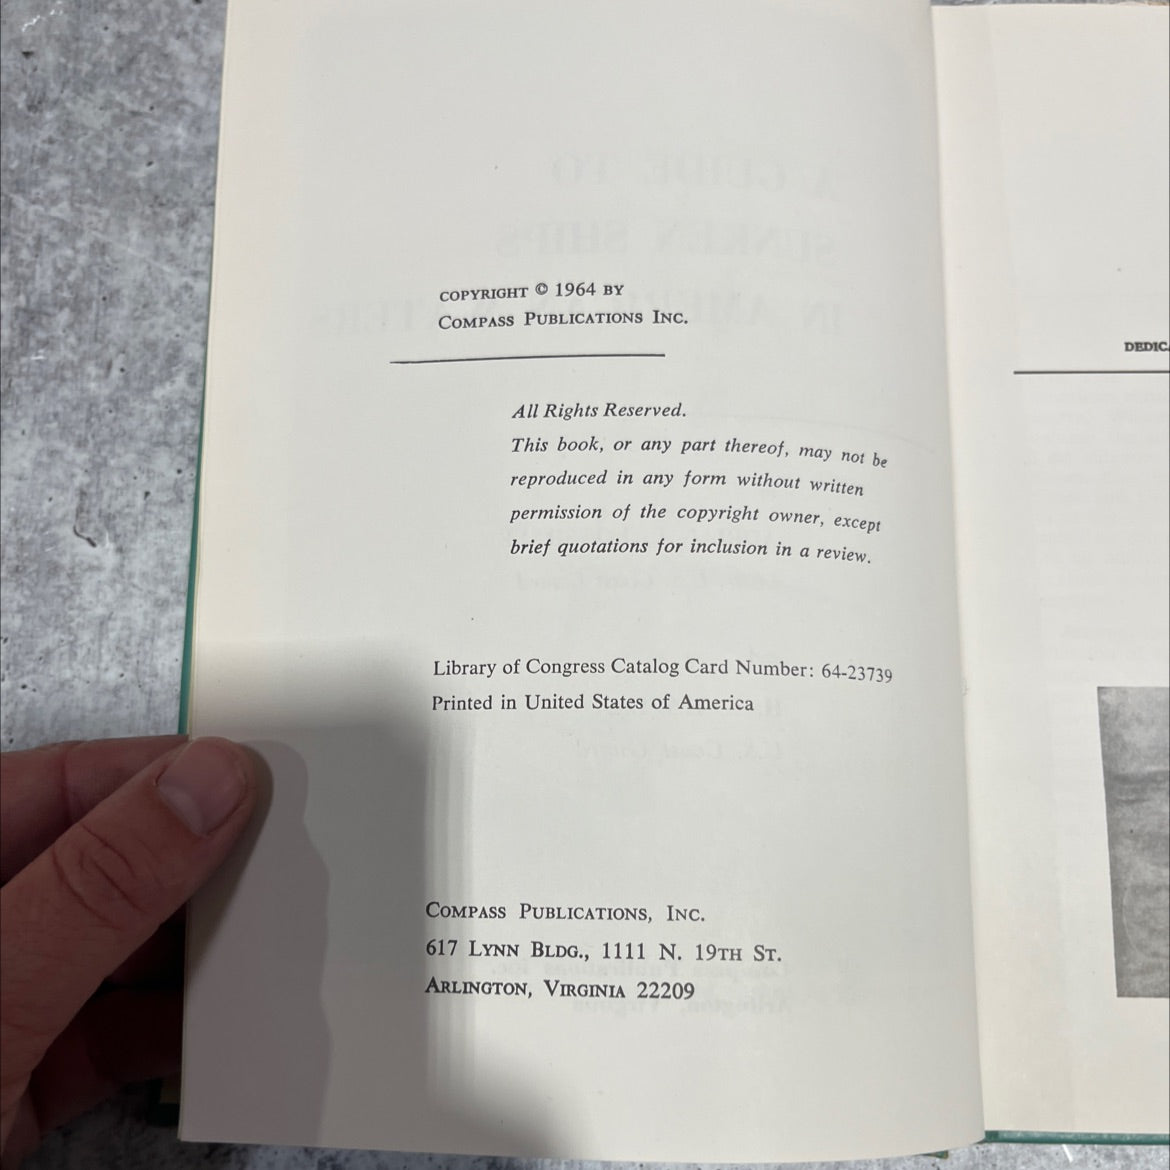 COPYRIGHT © 1964 BY
COMPASS PUBLICATIONS INC.
All Rights Reserved.
This book, or any part thereof, may not be
reproduced in any form without written
permission of the copyright owner, except
brief quotations for inclusion in a review.
Library of Congress Catalog Card Number: 64-23739
Printed in United States of America
COMPASS PUBLICATIONS, INC.
617 LYNN BLDG., 1111 N. 19TH ST.
ARLINGTON, VIRGINIA 22209
DEDIC